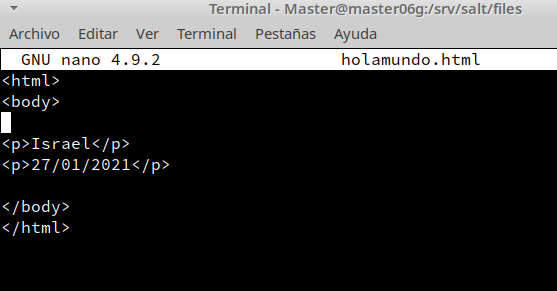 Terminal - Master@master06g:/srv/salt/files
Archivo Editar Ver Terminal Pestañas Ayuda
GNU nano 4.9.2 holamundo.html
<html>
<body>
<p>Israel</p>
<p>27/01/2021</p>
</body>
</html>